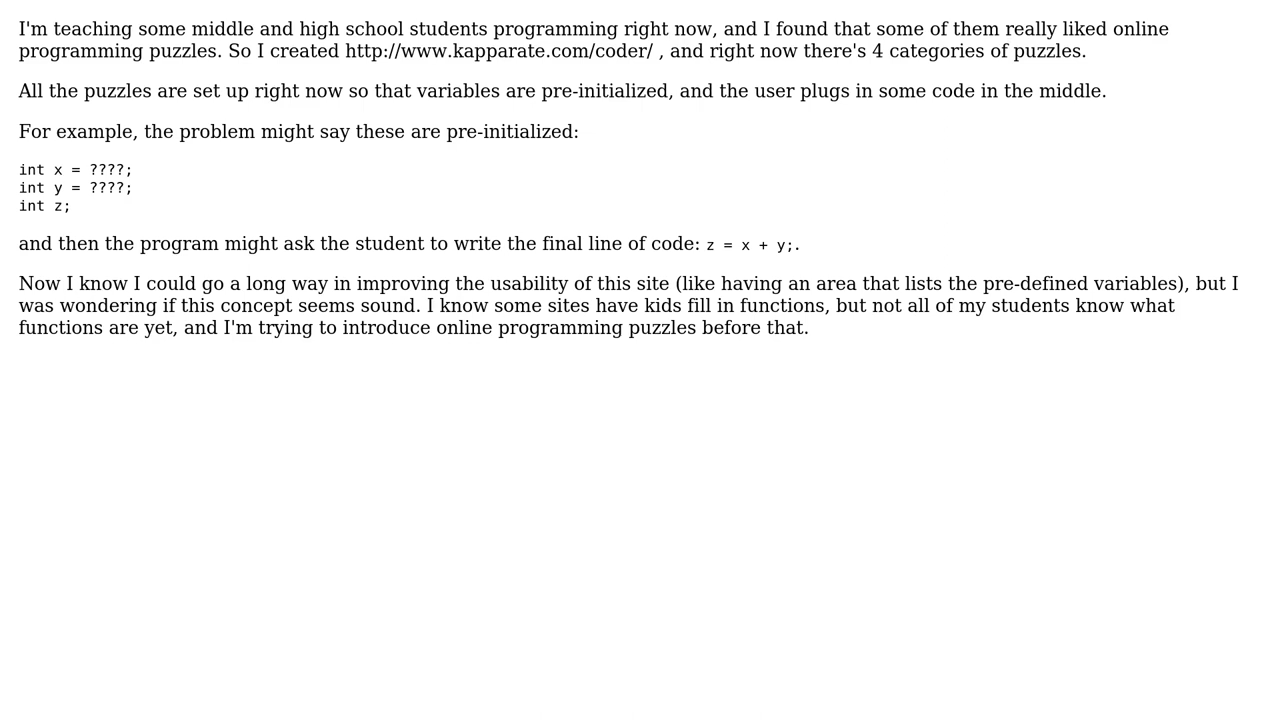 I'm teaching some middle and high school students programming right now, and I found that some of them really liked online
programming puzzles. So I created http://www.kapparate.com/coder/ , and right now there's 4 categories of puzzles.
All the puzzles are set up right now so that variables are pre-initialized, and the user plugs in some code in the middle.
For example, the problem might say these are pre-initialized:
int x = ????;
int y = ????;
int z;
and then the program might ask the student to write the final line of code: z = x + y;.
Now I know I could go a long way in improving the usability of this site (like having an area that lists the pre-defined variables), but I
was wondering if this concept seems sound. I know some sites have kids fill in functions, but not all of my students know what
functions are yet, and I'm trying to introduce online programming puzzles before that.